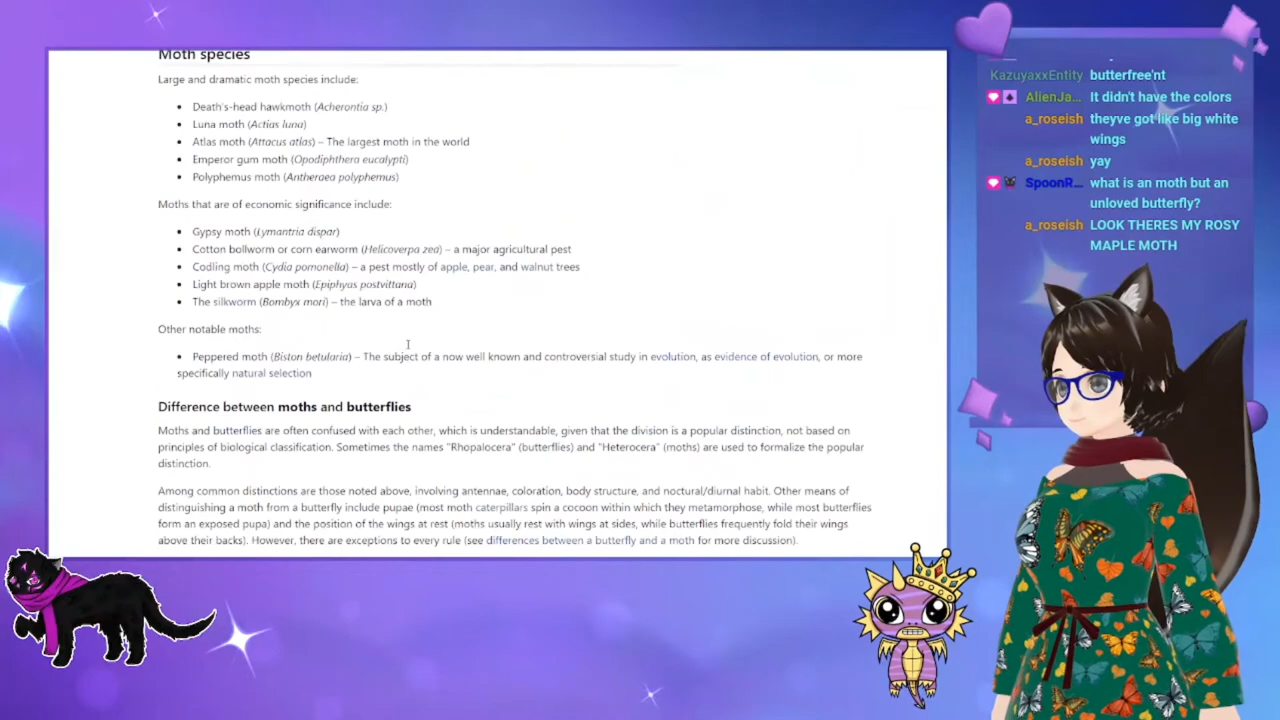 Moth species
Large and dramatic moth species include:
• Death's-head hawkmoth (Acherontia sp.)
• Luna moth (Actias luna)
• Atlas moth (Attacus atlas) – The largest moth in the world
• Emperor gum moth (Opodiphthera eucalypti)
• Polyphemus moth (Antheraea polyphemus)
Moths that are of economic significance include:
• Gypsy moth (Lymantria dispar)
• Cotton bollworm or corn earworm (Helicoverpa zea) – a major agricultural pest
• Codling moth (Cydia pomonella) – a pest mostly of apple, pear, and walnut trees
• Light brown apple moth (Epiphyas postvittana)
• The silkworm (Bombyx mori) – the larva of a moth
Other notable moths:
• Peppered moth (Biston betularia) – The subject of a now well known and controversial study in evolution, as evidence of evolution, or more
specifically natural selection
Difference between moths and butterflies
Moths and butterflies are often confused with each other, which is understandable, given that the division is a popular distinction, not based on
principles of biological classification. Sometimes the names "Rhopalocera" (butterflies) and "Heterocera" (moths) are used to formalize the popular
distinction.
Among common distinctions are those noted above, involving antennae, coloration, body structure, and noctural/diurnal habit. Other means of
distinguishing a moth from a butterfly include pupae (most moth caterpillars spin a cocoon within which they metamorphose, while most butterflies
form an exposed pupa) and the position of the wings at rest (moths usually rest with wings at sides, while butterflies frequently fold their wings
above their backs). However, there are exceptions to every rule (see differences between a butterfly and a moth for more discussion).
KazuyaxxEntity butterfree'nt
AlienJa... It didn't have the colors
a_roseish theyve got like big white
wings
a_roseish yay
SpoonR... what is an moth but an
unloved butterfly?
a_roseish LOOK THERES MY ROSY
MAPLE MOTH